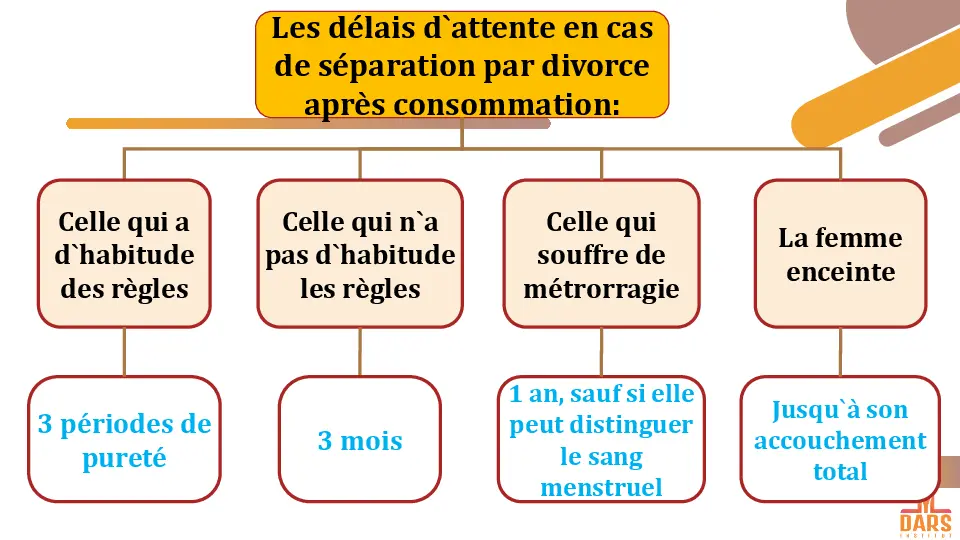 Les délais d`attente en cas
de séparation par divorce
après consommation:
Celle qui a
d`habitude
des règles
Celle qui n`a
pas d`habitude
les règles
Celle qui
souffre de
métrorragie
La femme
enceinte
3 périodes de
pureté
3 mois
1 an, sauf si elle
peut distinguer
le sang
menstruel
Jusqu`à son
accouchement
total
DARS
INSTITUT